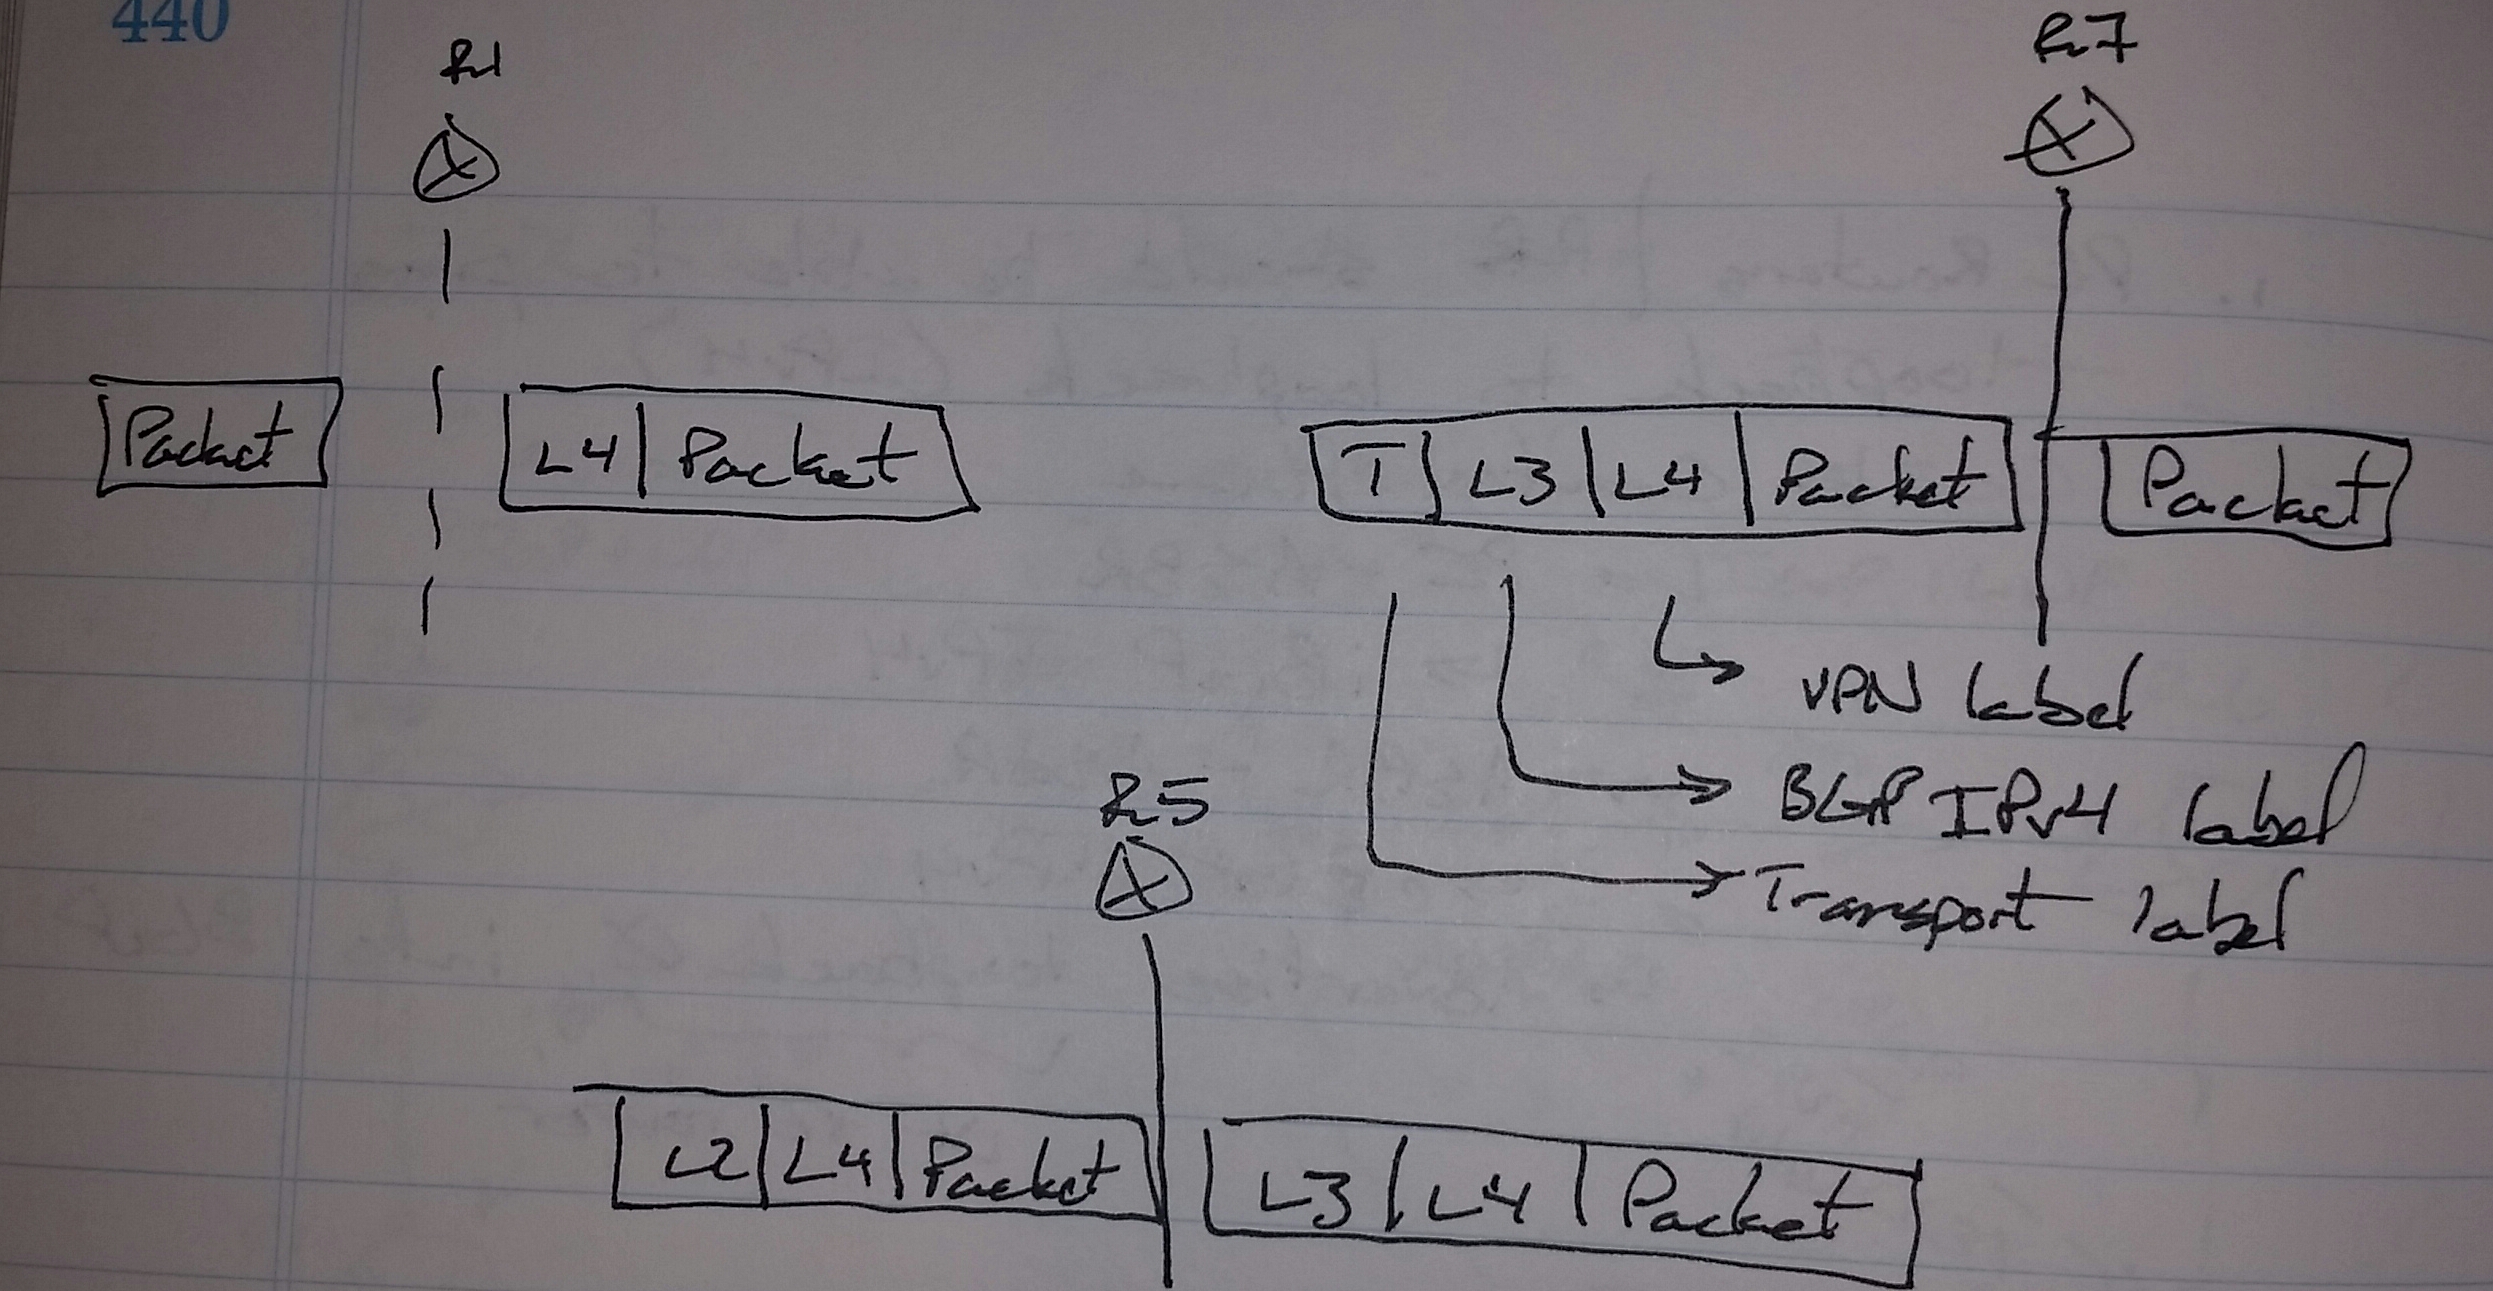 440
R1
R7
Packet
L4 Packet
T L3 L4 Packet
Packet
VPN label
BGP IPv4 label
Transport label
R5
L2 L4 Packet
L3 L4 Packet